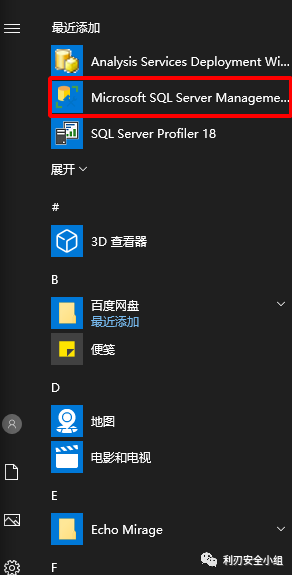 最近添加
Analysis Services Deployment Wi...
Microsoft SQL Server Manageme...
SQL Server Profiler 18
展开
#
3D 查看器
B
百度网盘
最近添加
便笺
D
地图
电影和电视
E
Echo Mirage
F
利刃安全小组